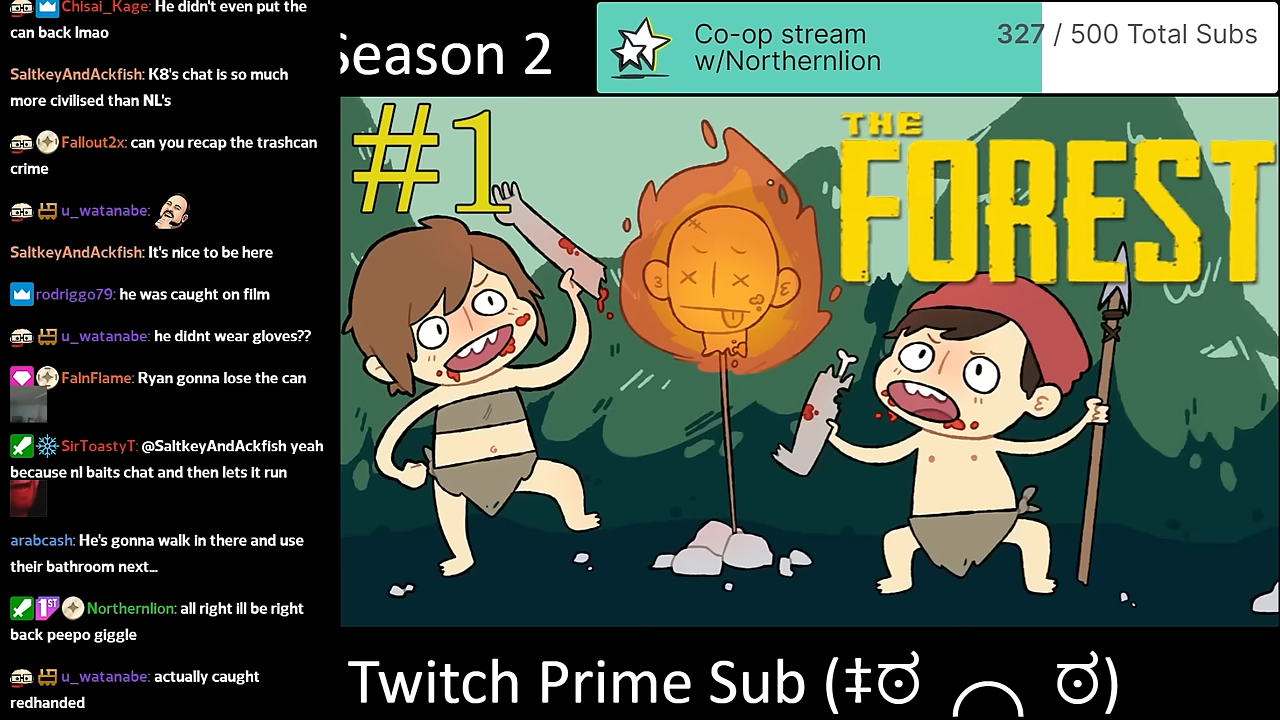 Chisai_Kage: He didn't even put the
can back lmao
SaltkeyAndAckfish: K8's chat is so much
more civilised than NL's
Fallout2x: can you recap the trashcan
crime
u_watanabe:
SaltkeyAndAckfish: It's nice to be here
rodriggo79: he was caught on film
u_watanabe: he didnt wear gloves??
FalnFlame: Ryan gonna lose the can
SirToastyT: @SaltkeyAndAckfish yeah
because nl baits chat and then lets it run
arabcash: He's gonna walk in there and use
their bathroom next...
1ST Northernlion: all right ill be right
back peepo giggle
u_watanabe: actually caught
redhanded
Season 2
Co-op stream
w/Northernlion
327 / 500 Total Subs
#1
THE
FOREST
Twitch Prime Sub (‡ಠ ⁔ ಠ)